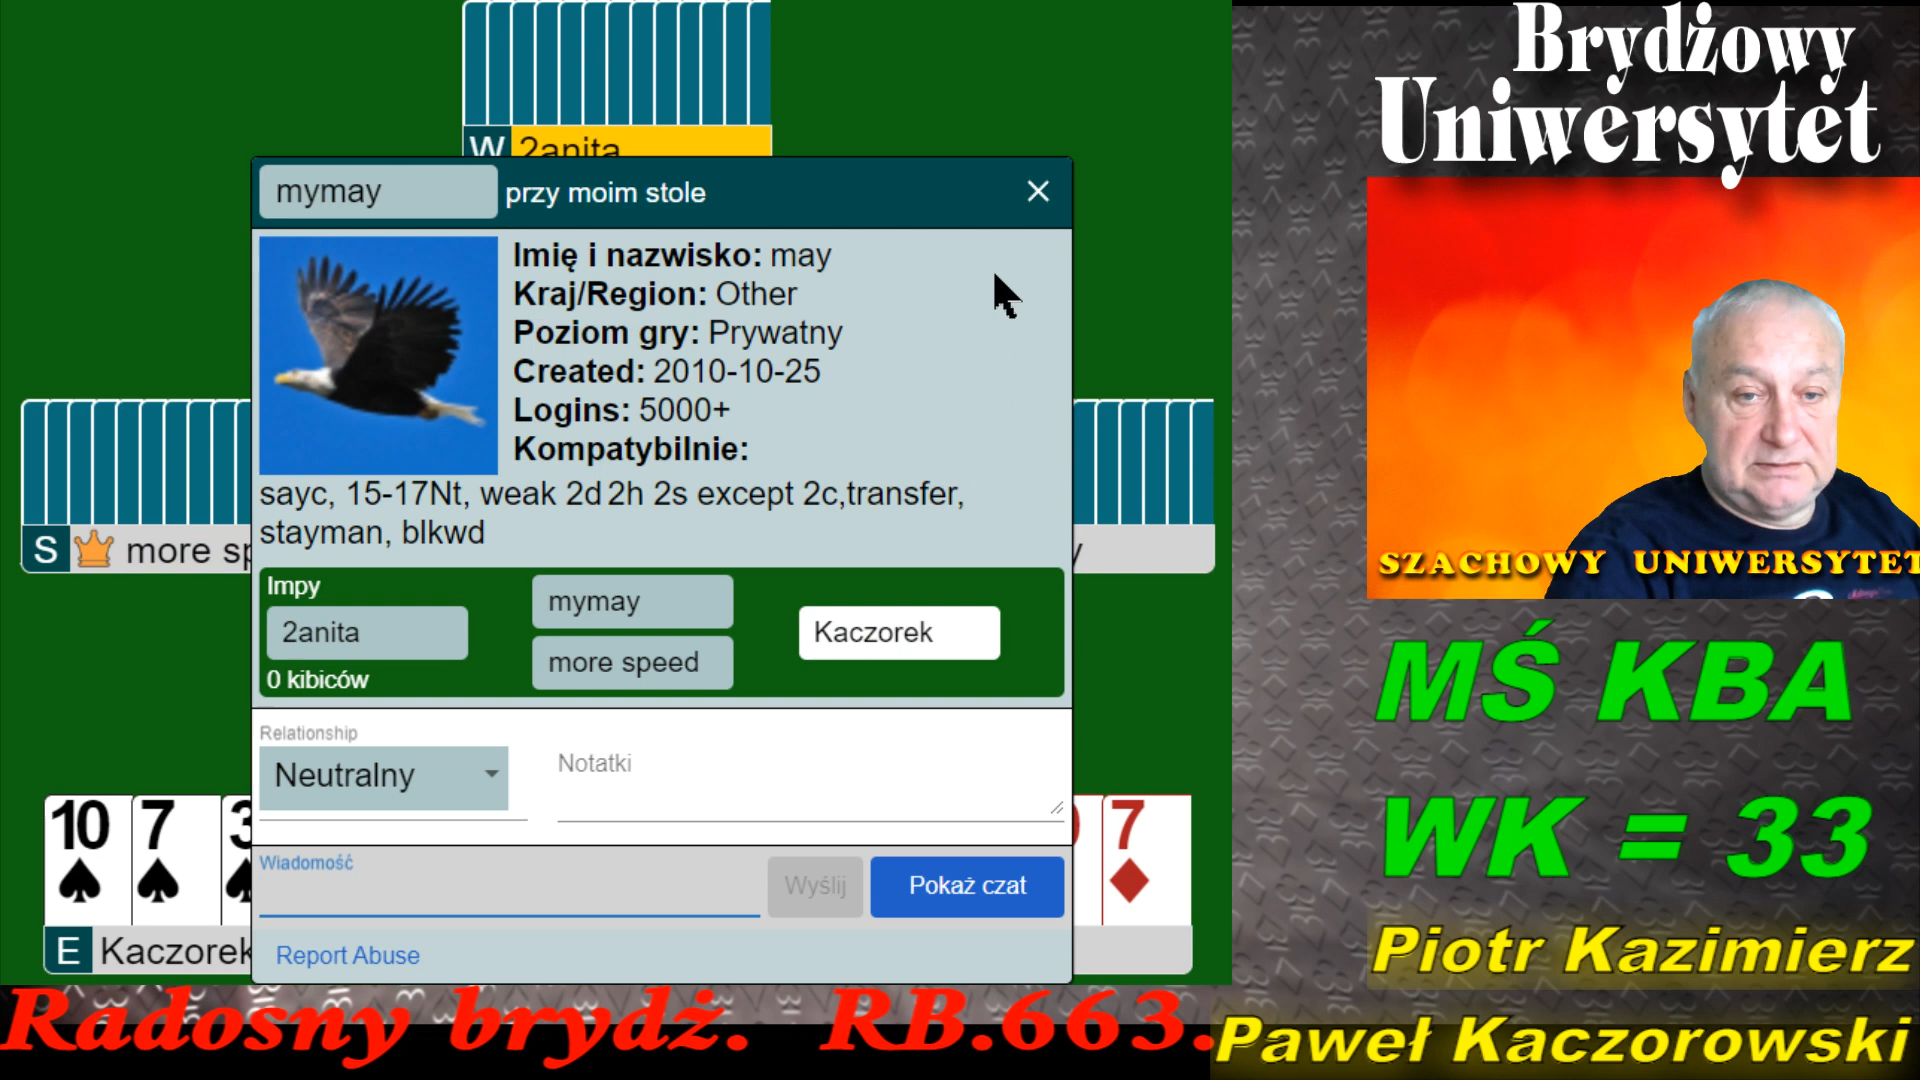 W 2anita
mymay przy moim stole
Imię i nazwisko: may
Kraj/Region: Other
Poziom gry: Prywatny
Created: 2010-10-25
Logins: 5000+
Kompatybilnie:
sayc, 15-17Nt, weak 2d 2h 2s except 2c,transfer,
stayman, blkwd
S more sp
y
Impy
2anita
mymay
more speed
Kaczorek
0 kibiców
Relationship
Neutralny
Notatki
Wiadomość
Wyślij
Pokaż czat
Report Abuse
10 7 3 7
E Kaczorek
Brydżowy
Uniwersytet
SZACHOWY UNIWERSYTET
MŚ KBA
WK = 33
Piotr Kazimierz
Paweł Kaczorowski
Radosny brydż. RB.663.